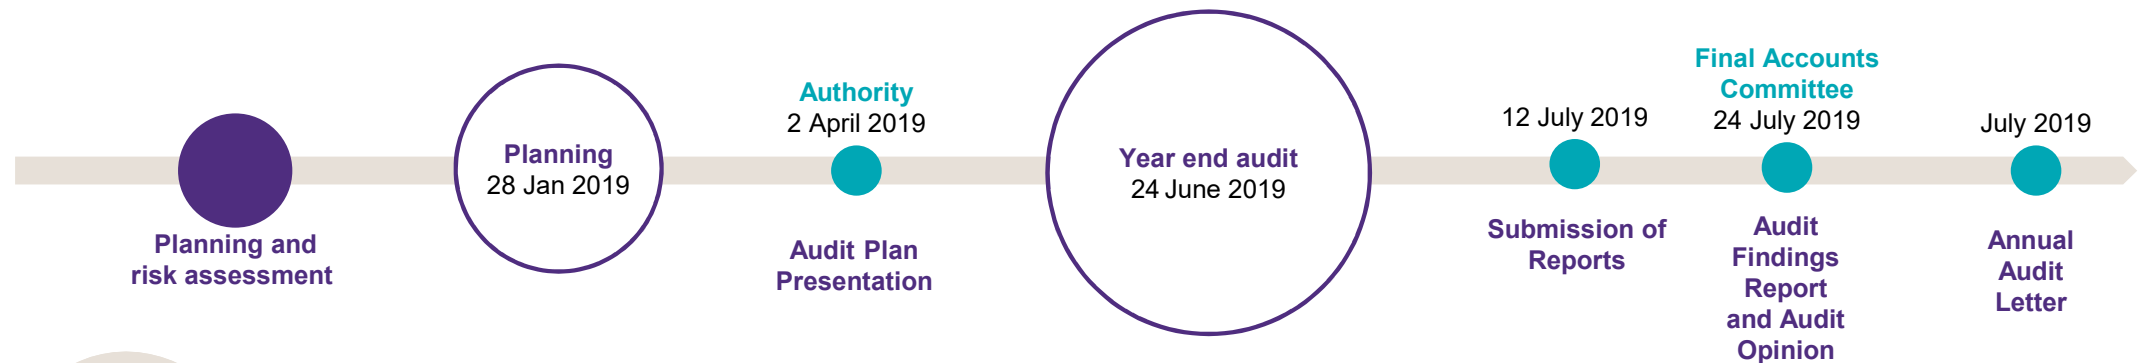 Planning and
risk assessment
Planning
28 Jan 2019
Authority
2 April 2019
Audit Plan
Presentation
Year end audit
24 June 2019
12 July 2019
Submission of
Reports
Final Accounts
Committee
24 July 2019
Audit
Findings
Report
and Audit
Opinion
July 2019
Annual
Audit
Letter